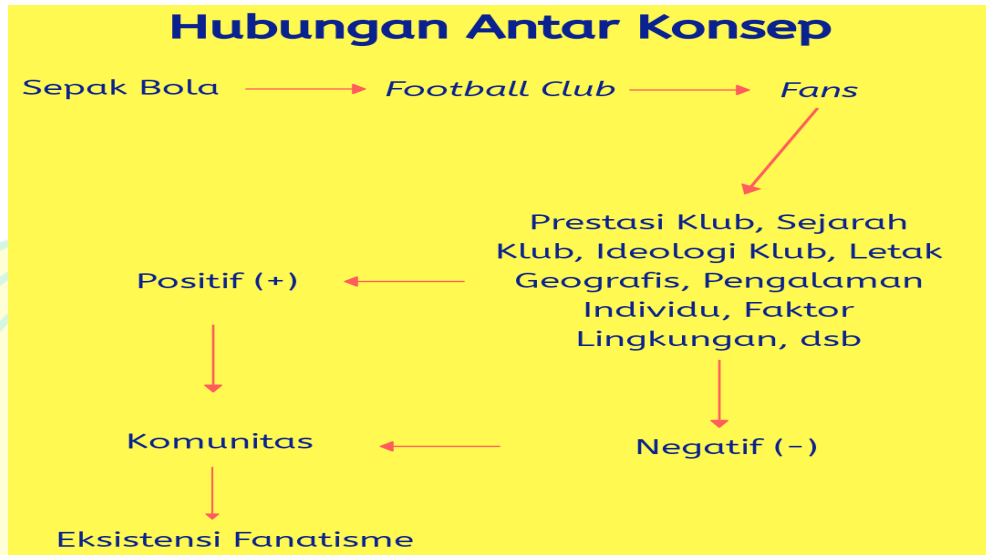 Hubungan Antar Konsep
Sepak Bola
Football Club
Fans
Prestasi Klub, Sejarah
Klub, Ideologi Klub, Letak
Geografis, Pengalaman
Individu, Faktor
Lingkungan, dsb
Positif (+)
Negatif (-)
Komunitas
Eksistensi Fanatisme